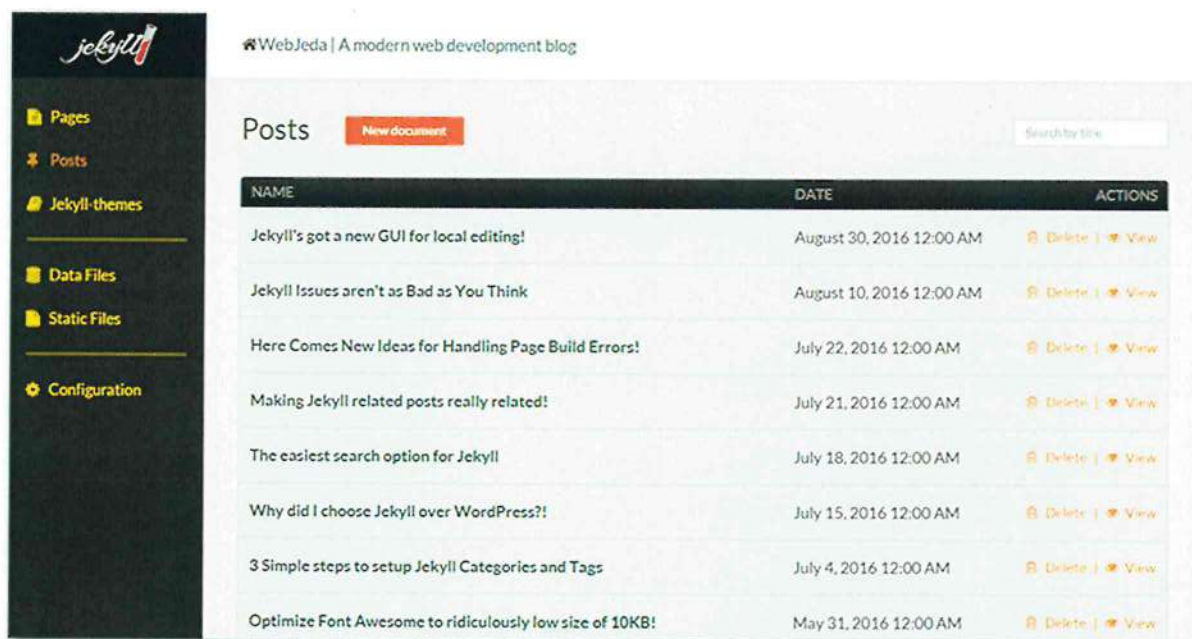 jekyll
WebJeda | A modern web development blog
Pages
Posts
Jekyll-themes
Data Files
Static Files
Configuration
Posts
New document
Search by title
NAME DATE ACTIONS
Jekyll's got a new GUI for local editing! August 30, 2016 12:00 AM Delete | View
Jekyll Issues aren't as Bad as You Think August 10, 2016 12:00 AM Delete | View
Here Comes New Ideas for Handling Page Build Errors! July 22, 2016 12:00 AM Delete | View
Making Jekyll related posts really related! July 21, 2016 12:00 AM Delete | View
The easiest search option for Jekyll July 18, 2016 12:00 AM Delete | View
Why did I choose Jekyll over WordPress?! July 15, 2016 12:00 AM Delete | View
3 Simple steps to setup Jekyll Categories and Tags July 4, 2016 12:00 AM Delete | View
Optimize Font Awesome to ridiculously low size of 10KB! May 31, 2016 12:00 AM Delete | View